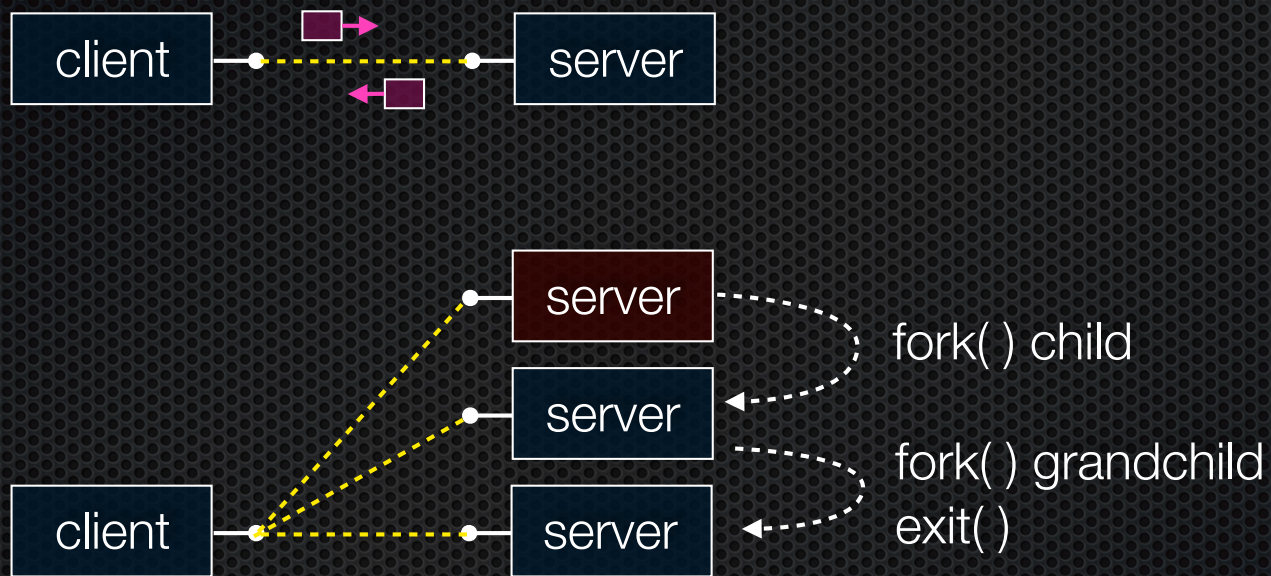 client
server
server
fork( ) child
server
fork( ) grandchild
exit( )
client
server